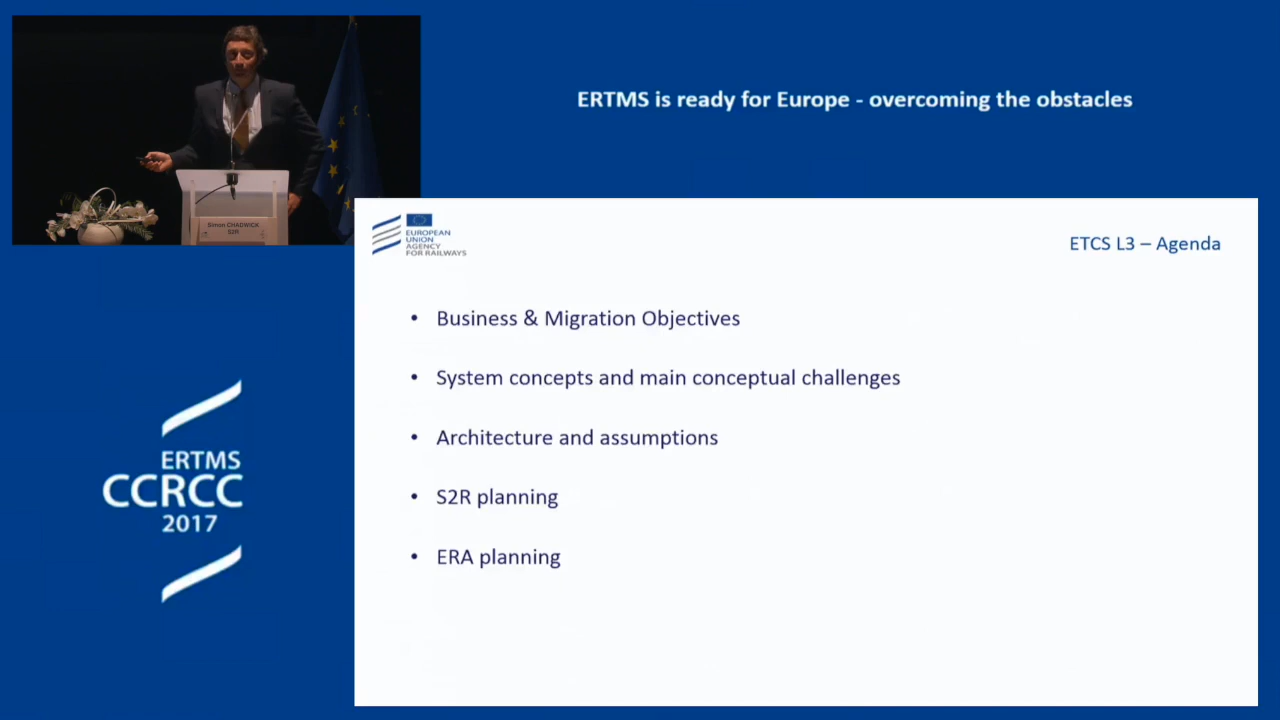 ERTMS is ready for Europe - overcoming the obstacles
Simon CHADWICK
S2R
EUROPEAN
UNION
AGENCY
FOR RAILWAYS
ETCS L3 – Agenda
• Business & Migration Objectives
• System concepts and main conceptual challenges
• Architecture and assumptions
• S2R planning
• ERA planning
ERTMS
CCRCC
2017